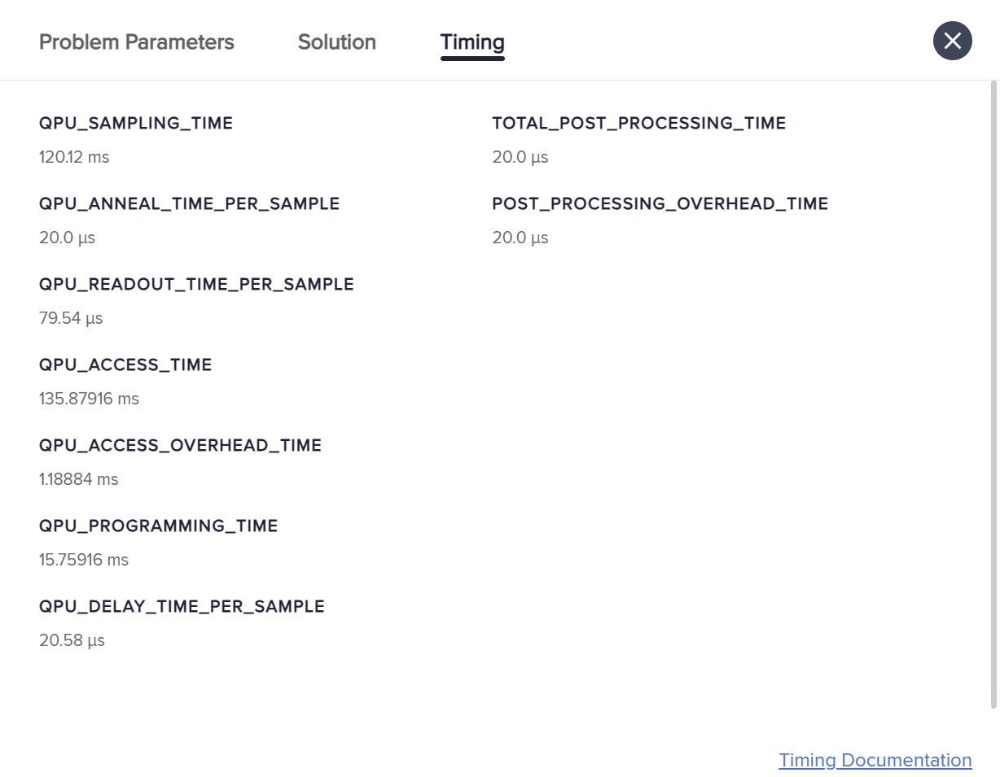 Problem Parameters Solution Timing
QPU_SAMPLING_TIME
120.12 ms
QPU_ANNEAL_TIME_PER_SAMPLE
20.0 µs
QPU_READOUT_TIME_PER_SAMPLE
79.54 µs
QPU_ACCESS_TIME
135.87916 ms
QPU_ACCESS_OVERHEAD_TIME
1.18884 ms
QPU_PROGRAMMING_TIME
15.75916 ms
QPU_DELAY_TIME_PER_SAMPLE
20.58 µs
TOTAL_POST_PROCESSING_TIME
20.0 µs
POST_PROCESSING_OVERHEAD_TIME
20.0 µs
Timing Documentation